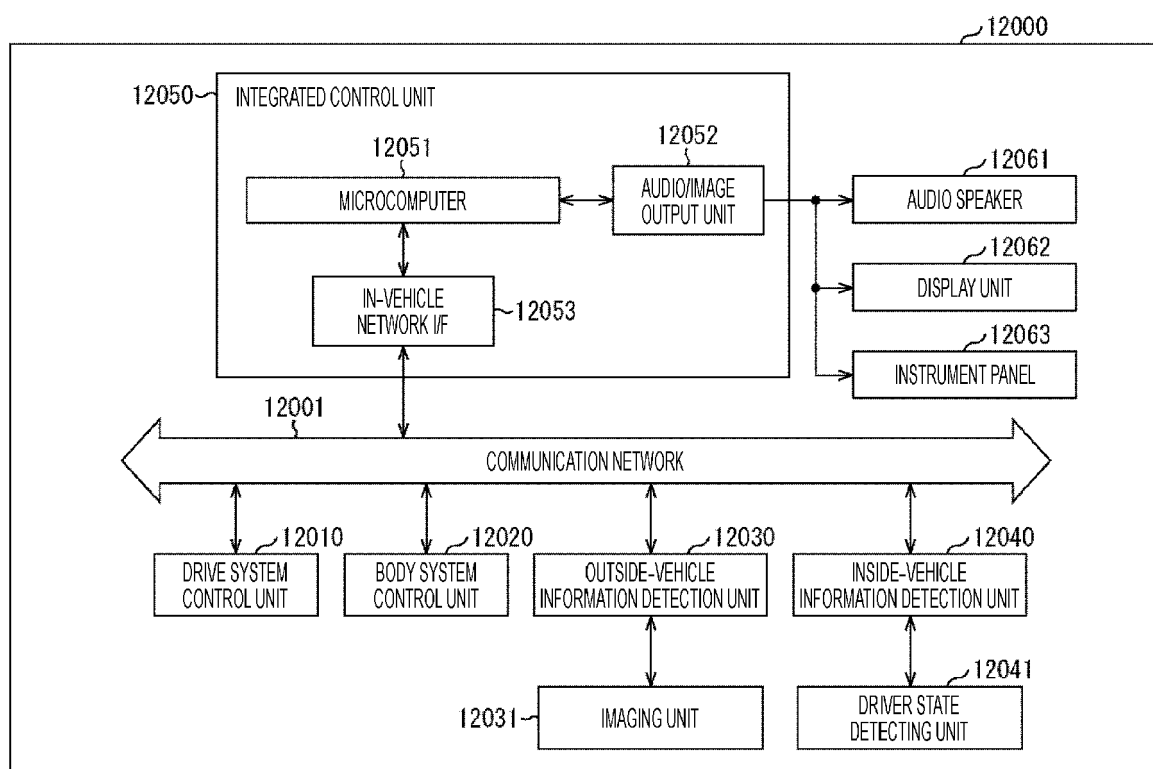 12000
12050
INTEGRATED CONTROL UNIT
12051
MICROCOMPUTER
12052
AUDIO/IMAGE
OUTPUT UNIT
12061
AUDIO SPEAKER
12062
DISPLAY UNIT
IN-VEHICLE
NETWORK I/F
12053
12063
INSTRUMENT PANEL
12001
COMMUNICATION NETWORK
12010
DRIVE SYSTEM
CONTROL UNIT
12020
BODY SYSTEM
CONTROL UNIT
12030
OUTSIDE-VEHICLE
INFORMATION DETECTION UNIT
12040
INSIDE-VEHICLE
INFORMATION DETECTION UNIT
12031
IMAGING UNIT
12041
DRIVER STATE
DETECTING UNIT